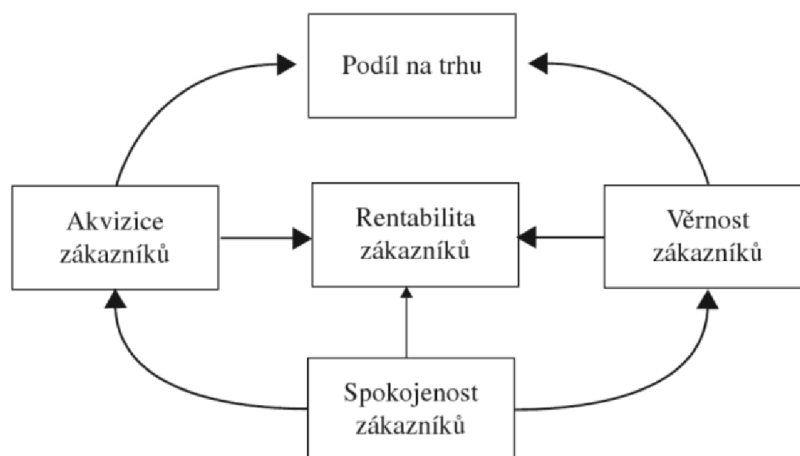 Podíl na trhu
Akvizice
zákazníků
Rentabilita
zákazníků
Věrnost
zákazníků
Spokojenost
zákazníků